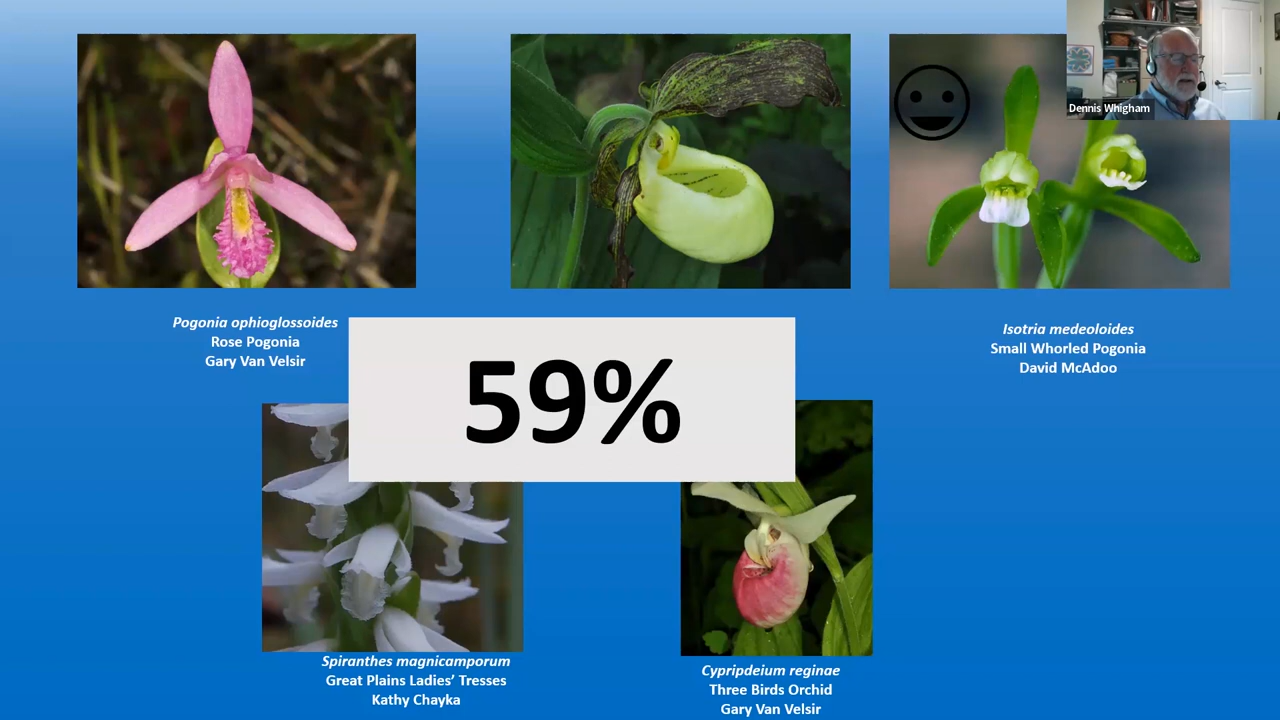 Dennis Whigham
Pogonia ophioglossoides
Rose Pogonia
Gary Van Velsir
Isotria medeoloides
Small Whorled Pogonia
David McAdoo
59%
Spiranthes magnicamporum
Great Plains Ladies’ Tresses
Kathy Chayka
Cypripdeium reginae
Three Birds Orchid
Gary Van Velsir